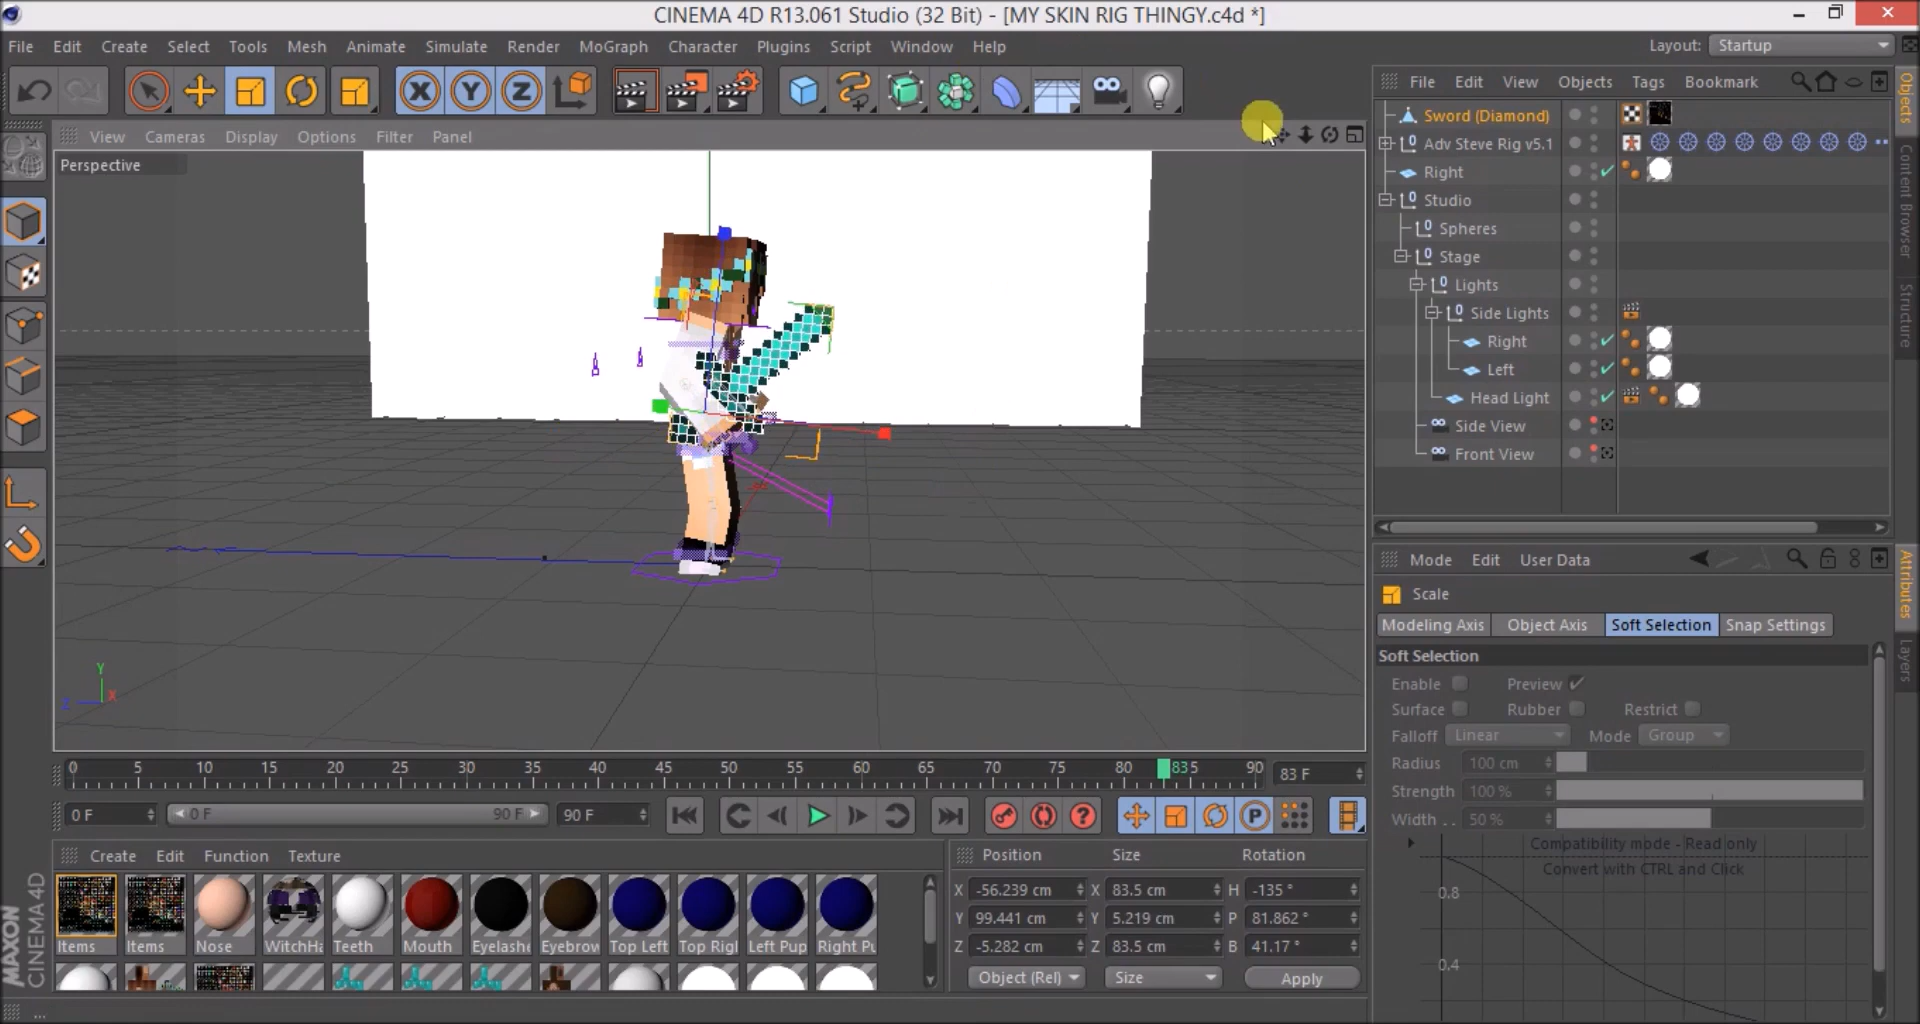 CINEMA 4D R13.061 Studio (32 Bit) - [MY SKIN RIG THINGY.c4d *]
File Edit Create Select Tools Mesh Animate Simulate Render MoGraph Character Plugins Script Window Help
Layout: Startup
X Y Z
File Edit View Objects Tags Bookmark
View Cameras Display Options Filter Panel
Perspective
Sword (Diamond)
Adv Steve Rig v5.1
Right
Studio
Spheres
Stage
Lights
Side Lights
Right
Left
Head Light
Side View
Front View
Objects
Content Browser
Structure
Mode Edit User Data
Scale
Modeling Axis Object Axis Soft Selection Snap Settings
Soft Selection
Enable Preview
Surface Rubber Restrict
Falloff Linear Mode Group
Radius 100 cm
Strength 100 %
Width . . 50 %
Compatibility mode - Read only
Convert with CTRL and Click
0.8
0.4
Attributes
Layers
Y
Z X
0 5 10 15 20 25 30 35 40 45 50 55 60 65 70 75 80 835 90 83 F
0 F 0 F 90 F 90 F
P
Create Edit Function Texture
Items Items Nose WitchHa Teeth Mouth Eyelashe Eyebrow Top Left Top Rigl Left Pup Right Pu
Position Size Rotation
X -56.239 cm X 83.5 cm H -135 °
Y 99.441 cm Y 5.219 cm P 81.862 °
Z -5.282 cm Z 83.5 cm B 41.17 °
Object (Rel) Size Apply
MAXON
CINEMA 4D
...